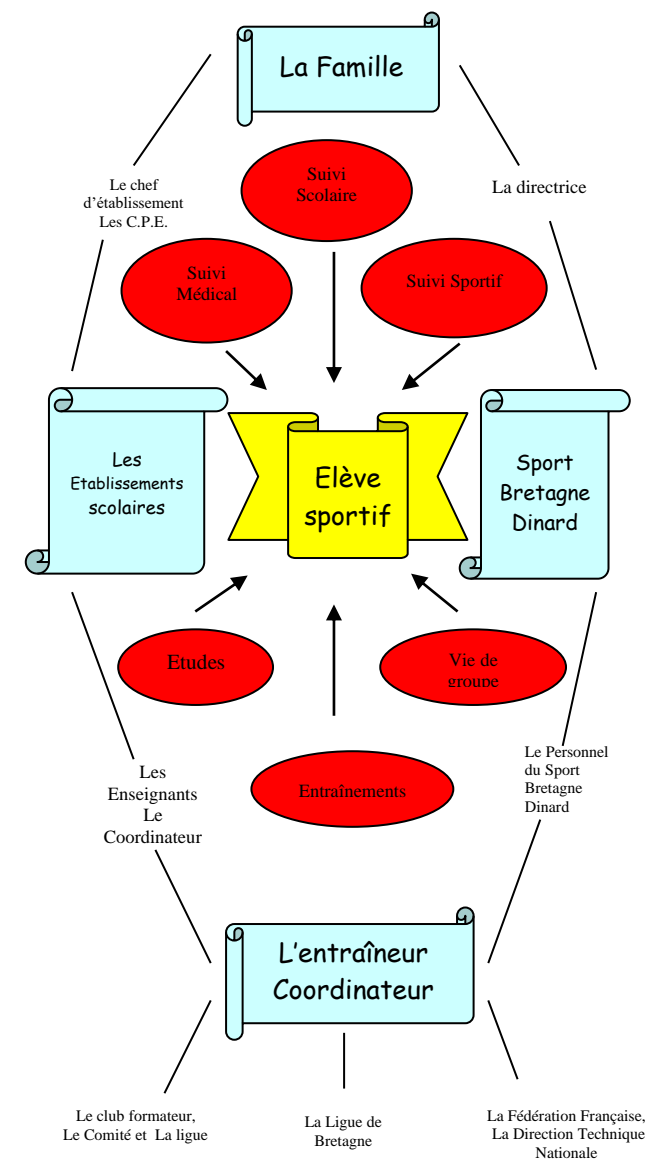 La Famille
Suivi
Scolaire
Le chef
d'établissement
Les C.P.E.
La directrice
Suivi
Médical
Suivi Sportif
Les
Etablissements
scolaires
Elève
sportif
Sport
Bretagne
Dinard
Etudes
Vie de
groupe
Entraînements
Les
Enseignants
Le
Coordinateur
Le Personnel
du Sport
Bretagne
Dinard
L'entraîneur
Coordinateur
Le club formateur,
Le Comité et La ligue
La Ligue de
Bretagne
La Fédération Française,
La Direction Technique
Nationale